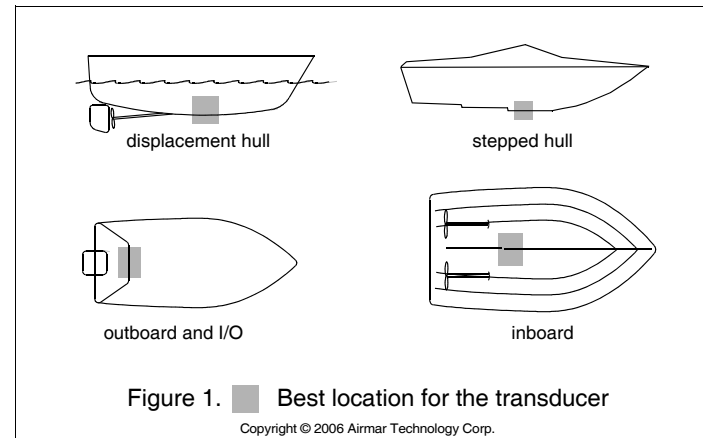 displacement hull
stepped hull
outboard and I/O
inboard
Figure 1. Best location for the transducer
Copyright © 2006 Airmar Technology Corp.